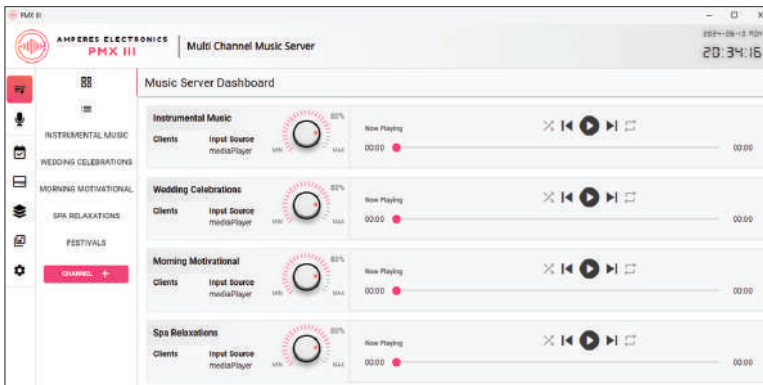 PMX III
AMPERES ELECTRONICS
PMX III
Multi Channel Music Server
20:34:16
Music Server Dashboard
INSTRUMENTAL MUSIC
WEDDING CELEBRATIONS
MORNING MOTIVATIONAL
SPA RELAXATIONS
FESTIVALS
CHANNEL +
Instrumental Music
Clients
Input Source
mediaPlayer
MIN
MAX
80%
Now Playing
00:00
00:00
Wedding Celebrations
Clients
Input Source
mediaPlayer
MIN
MAX
Now Playing
00:00
00:00
Morning Motivational
Clients
Input Source
mediaPlayer
MIN
MAX
Now Playing
00:00
00:00
Spa Relaxations
Clients
Input Source
mediaPlayer
MIN
MAX
Now Playing
00:00
00:00